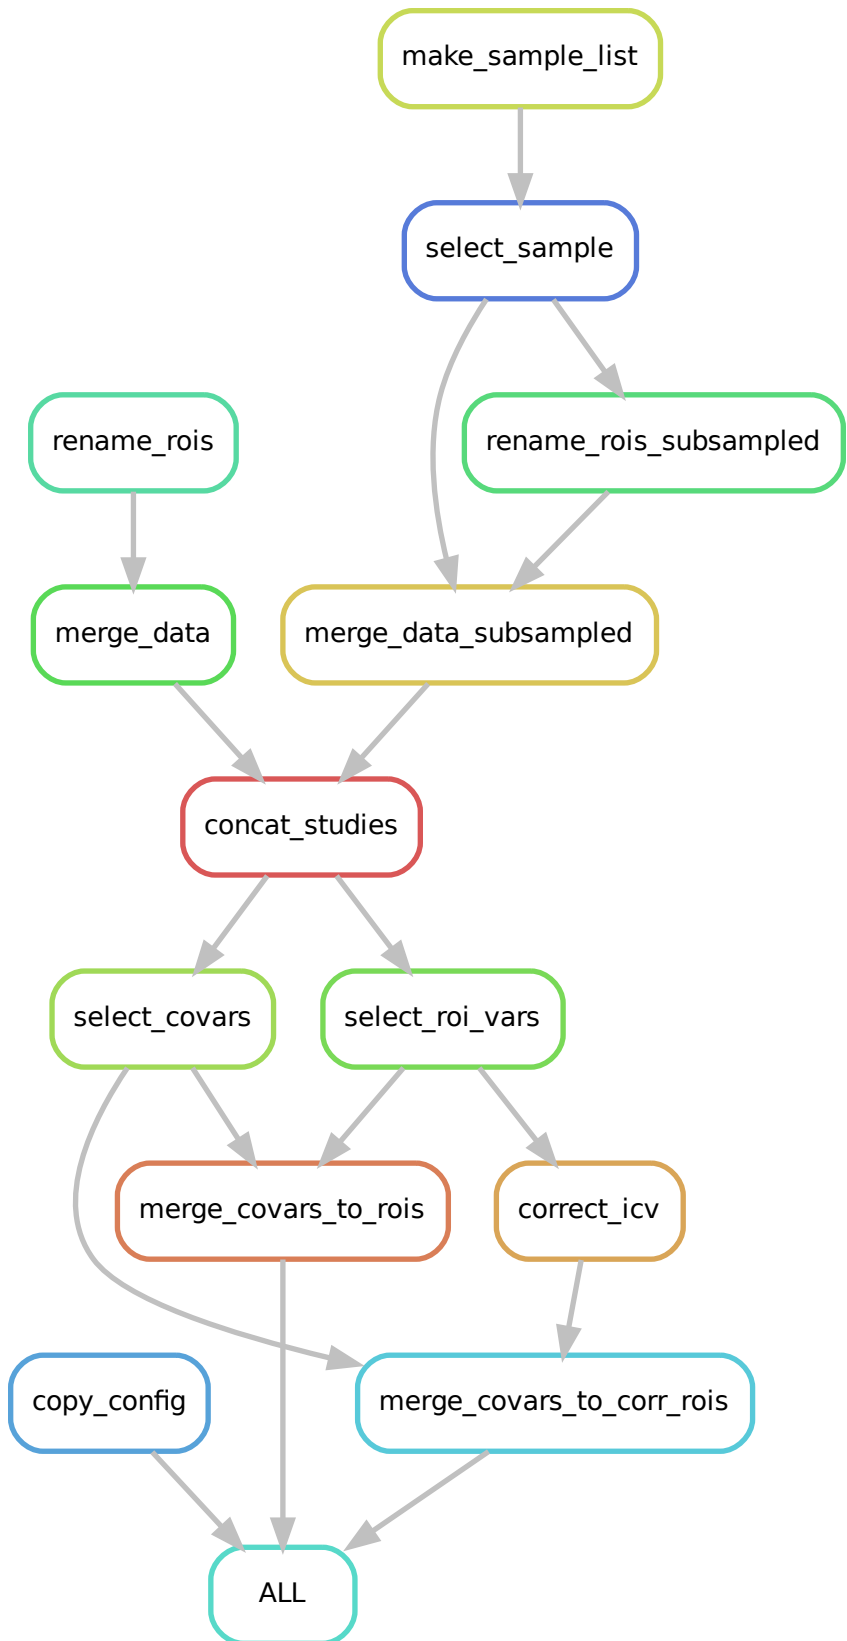 make_sample_list
select_sample
rename_rois
rename_rois_subsampled
merge_data
merge_data_subsampled
concat_studies
select_covars
select_roi_vars
merge_covars_to_rois
correct_icv
copy_config
merge_covars_to_corr_rois
ALL